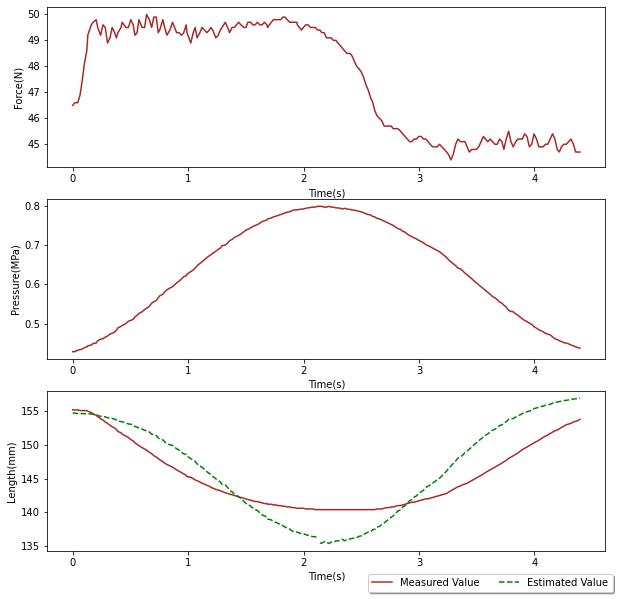 50
49
48
47
46
45
Force(N)
0 1 2 3 4
Time(s)
0.8
0.7
0.6
0.5
Pressure(MPa)
0 1 2 3 4
Time(s)
155
150
145
140
135
Length(mm)
0 1 2 3 4
Time(s)
Measured Value Estimated Value